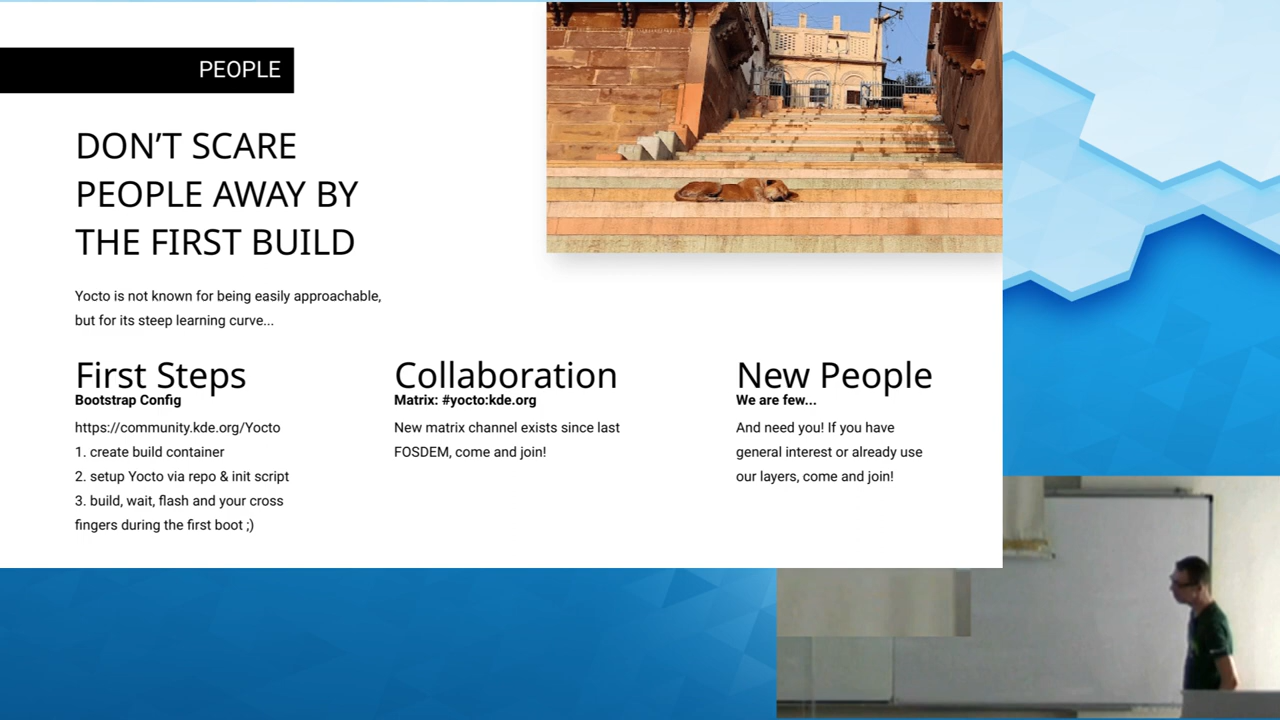 PEOPLE
DON’T SCARE
PEOPLE AWAY BY
THE FIRST BUILD
Yocto is not known for being easily approachable,
but for its steep learning curve...
First Steps
Bootstrap Config
https://community.kde.org/Yocto
1. create build container
2. setup Yocto via repo & init script
3. build, wait, flash and your cross
fingers during the first boot ;)
Collaboration
Matrix: #yocto:kde.org
New matrix channel exists since last
FOSDEM, come and join!
New People
We are few...
And need you! If you have
general interest or already use
our layers, come and join!